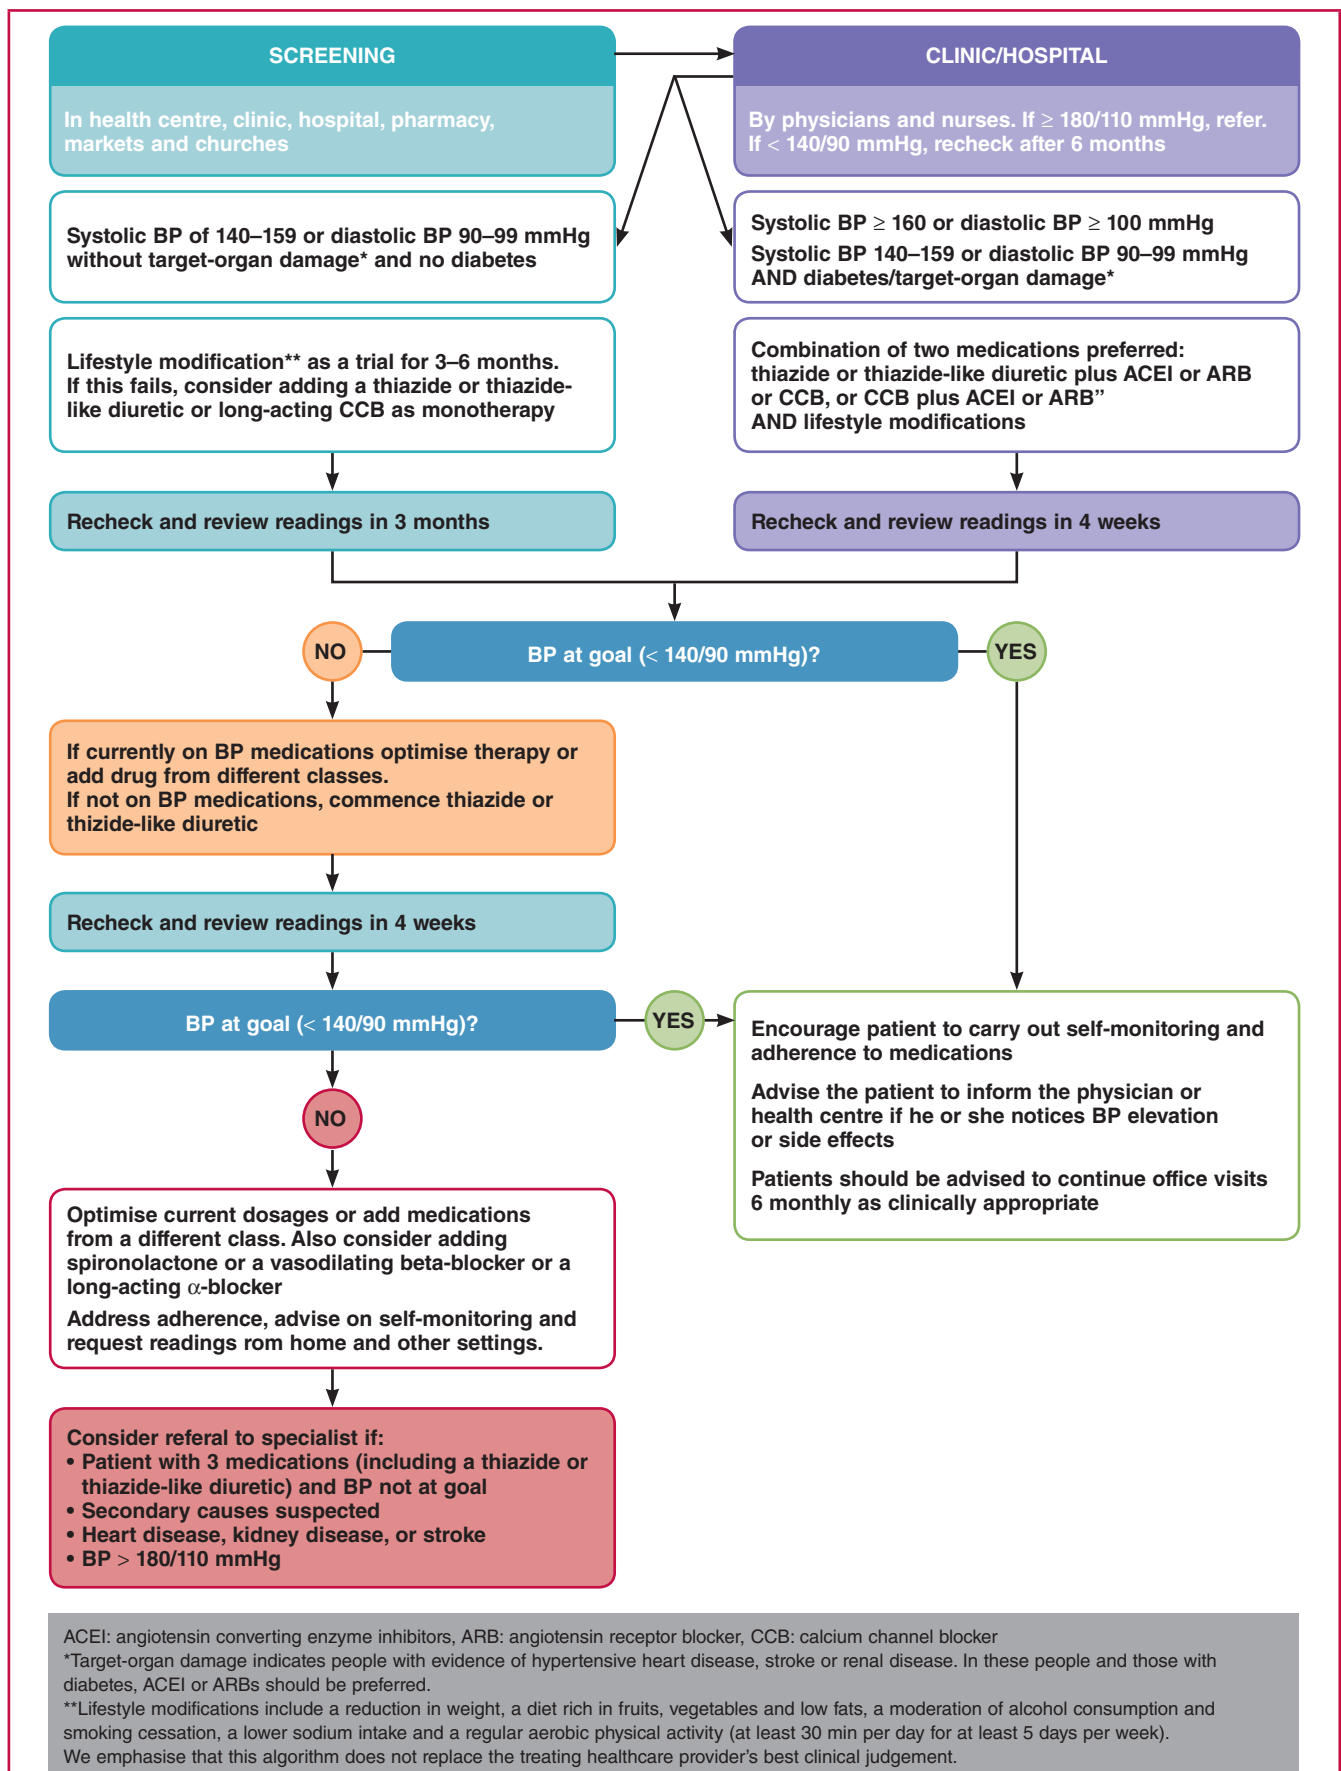 SCREENING
In health centre, clinic, hospital, pharmacy,
markets and churches
CLINIC/HOSPITAL
By physicians and nurses. If ≥ 180/110 mmHg, refer.
If < 140/90 mmHg, recheck after 6 months
Systolic BP of 140–159 or diastolic BP 90–99 mmHg
without target-organ damage* and no diabetes
Systolic BP ≥ 160 or diastolic BP ≥ 100 mmHg
Systolic BP 140–159 or diastolic BP 90–99 mmHg
AND diabetes/target-organ damage*
Lifestyle modification** as a trial for 3–6 months.
If this fails, consider adding a thiazide or thiazide-
like diuretic or long-acting CCB as monotherapy
Combination of two medications preferred:
thiazide or thiazide-like diuretic plus ACEI or ARB
or CCB, or CCB plus ACEI or ARB”
AND lifestyle modifications
Recheck and review readings in 3 months
Recheck and review readings in 4 weeks
NO
BP at goal (< 140/90 mmHg)?
YES
If currently on BP medications optimise therapy or
add drug from different classes.
If not on BP medications, commence thiazide or
thizide-like diuretic
Recheck and review readings in 4 weeks
BP at goal (< 140/90 mmHg)?
YES
NO
Encourage patient to carry out self-monitoring and
adherence to medications
Advise the patient to inform the physician or
health centre if he or she notices BP elevation
or side effects
Patients should be advised to continue office visits
6 monthly as clinically appropriate
Optimise current dosages or add medications
from a different class. Also consider adding
spironolactone or a vasodilating beta-blocker or a
long-acting α-blocker
Address adherence, advise on self-monitoring and
request readings rom home and other settings.
Consider referal to specialist if:
• Patient with 3 medications (including a thiazide or
thiazide-like diuretic) and BP not at goal
• Secondary causes suspected
• Heart disease, kidney disease, or stroke
• BP > 180/110 mmHg
ACEI: angiotensin converting enzyme inhibitors, ARB: angiotensin receptor blocker, CCB: calcium channel blocker
*Target-organ damage indicates people with evidence of hypertensive heart disease, stroke or renal disease. In these people and those with
diabetes, ACEI or ARBs should be preferred.
**Lifestyle modifications include a reduction in weight, a diet rich in fruits, vegetables and low fats, a moderation of alcohol consumption and
smoking cessation, a lower sodium intake and a regular aerobic physical activity (at least 30 min per day for at least 5 days per week).
We emphasise that this algorithm does not replace the treating healthcare provider’s best clinical judgement.